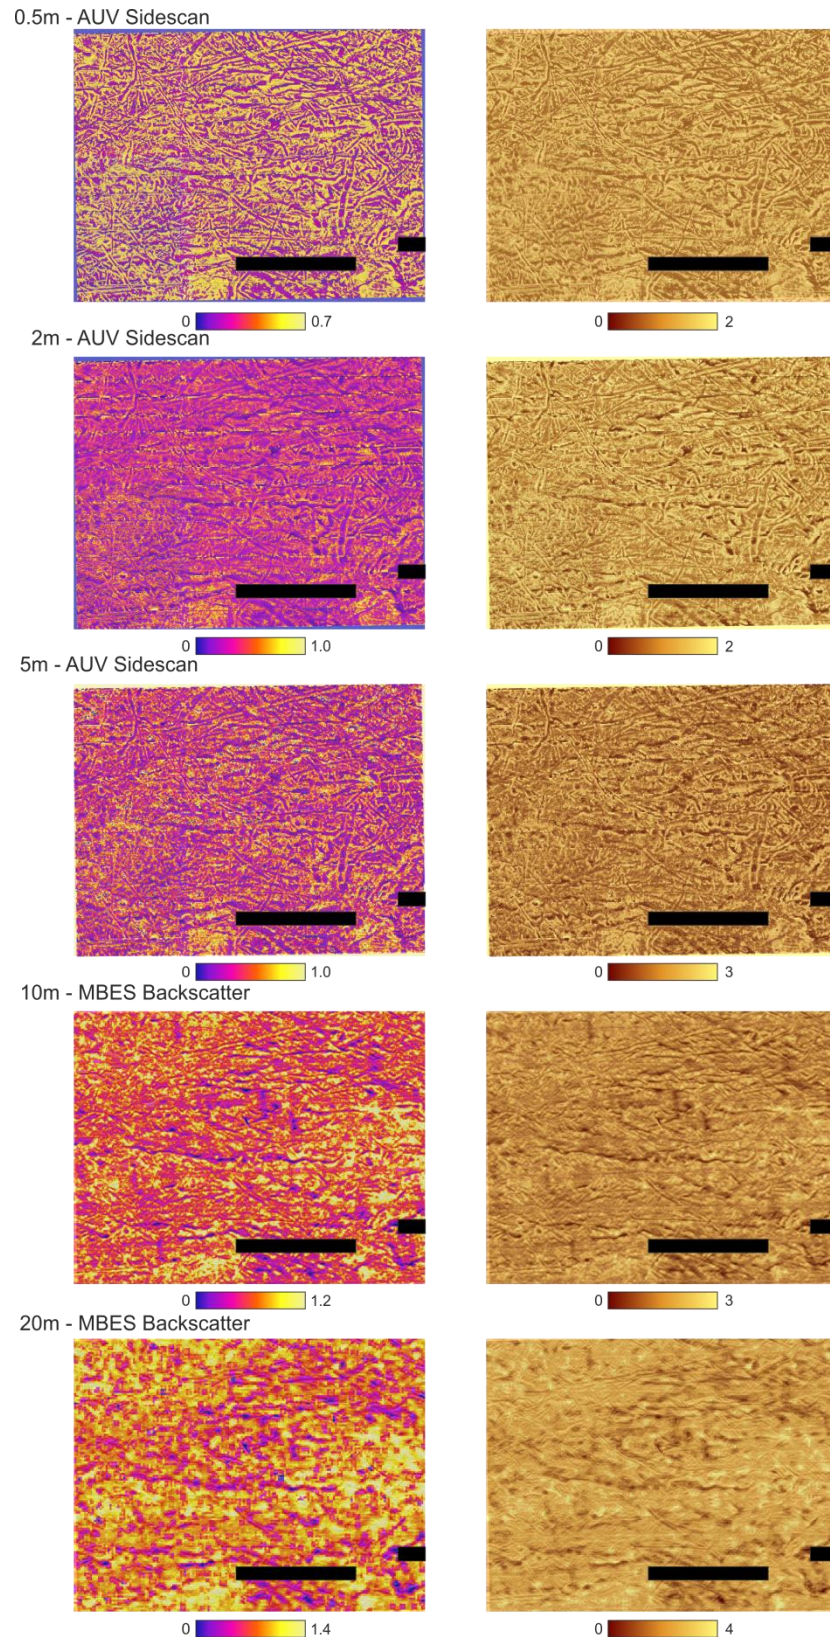 0.5m - AUV Sidescan
0 0.7 0 2
2m - AUV Sidescan
0 1.0 0 2
5m - AUV Sidescan
0 1.0 0 3
10m - MBES Backscatter
0 1.2 0 3
20m - MBES Backscatter
0 1.4 0 4